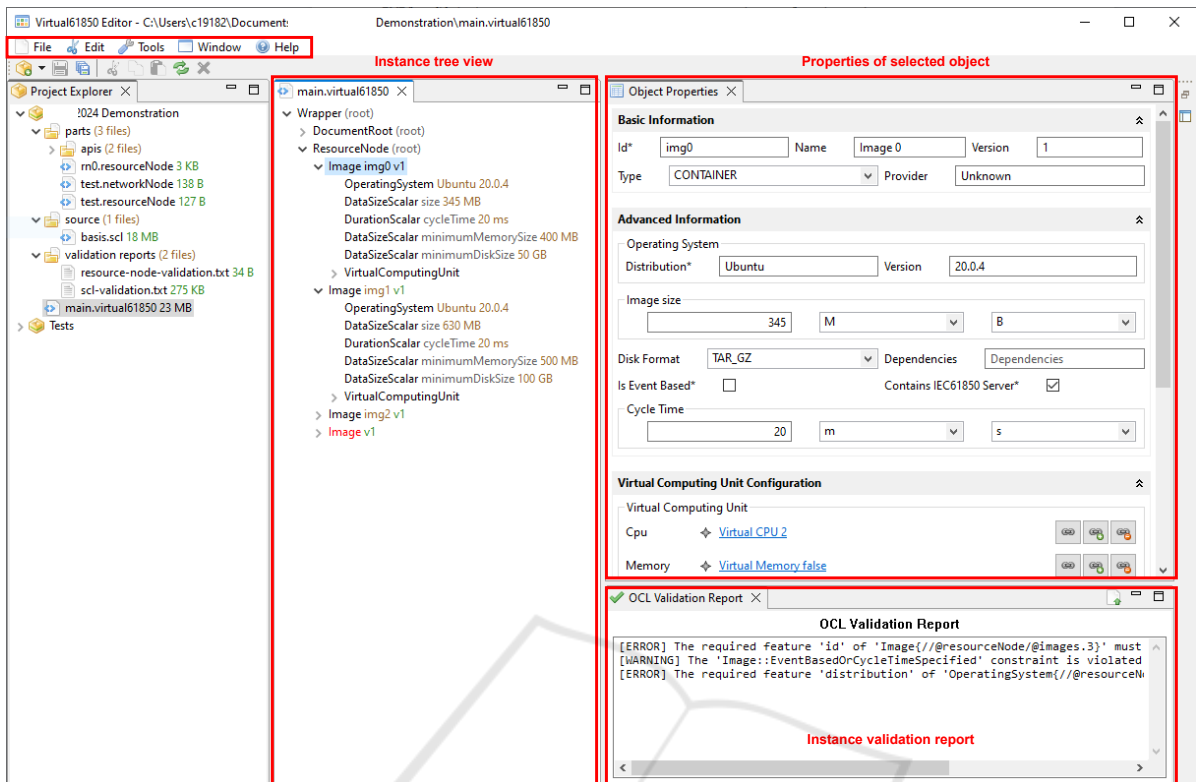 Virtual61850 Editor - C:\Users\c19182\Document: Demonstration\main.virtual61850
File Edit Tools Window Help
Instance tree view
Properties of selected object
Project Explorer
2024 Demonstration
parts (3 files)
apis (2 files)
rn0.resourceNode 3 KB
test.networkNode 138 B
test.resourceNode 127 B
source (1 files)
basis.scl 18 MB
validation reports (2 files)
resource-node-validation.txt 34 B
scl-validation.txt 275 KB
main.virtual61850 23 MB
Tests
main.virtual61850
Wrapper (root)
DocumentRoot (root)
ResourceNode (root)
Image img0 v1
OperatingSystem Ubuntu 20.0.4
DataSizeScalar size 345 MB
DurationScalar cycleTime 20 ms
DataSizeScalar minimumMemorySize 400 MB
DataSizeScalar minimumDiskSize 50 GB
VirtualComputingUnit
Image img1 v1
OperatingSystem Ubuntu 20.0.4
DataSizeScalar size 630 MB
DurationScalar cycleTime 20 ms
DataSizeScalar minimumMemorySize 500 MB
DataSizeScalar minimumDiskSize 100 GB
VirtualComputingUnit
Image img2 v1
Image v1
Object Properties
Basic Information
Id* img0 Name Image 0 Version 1
Type CONTAINER Provider Unknown
Advanced Information
Operating System
Distribution* Ubuntu Version 20.0.4
Image size
345 M B
Disk Format TAR_GZ Dependencies Dependencies
Is Event Based* Contains IEC61850 Server*
Cycle Time
20 m s
Virtual Computing Unit Configuration
Virtual Computing Unit
Cpu Virtual CPU 2
Memory Virtual Memory false
OCL Validation Report
OCL Validation Report
[ERROR] The required feature 'id' of 'Image{//@resourceNode/@images.3}' must
[WARNING] The 'Image::EventBasedOrCycleTimeSpecified' constraint is violated
[ERROR] The required feature 'distribution' of 'OperatingSystem{//@resourceN
Instance validation report